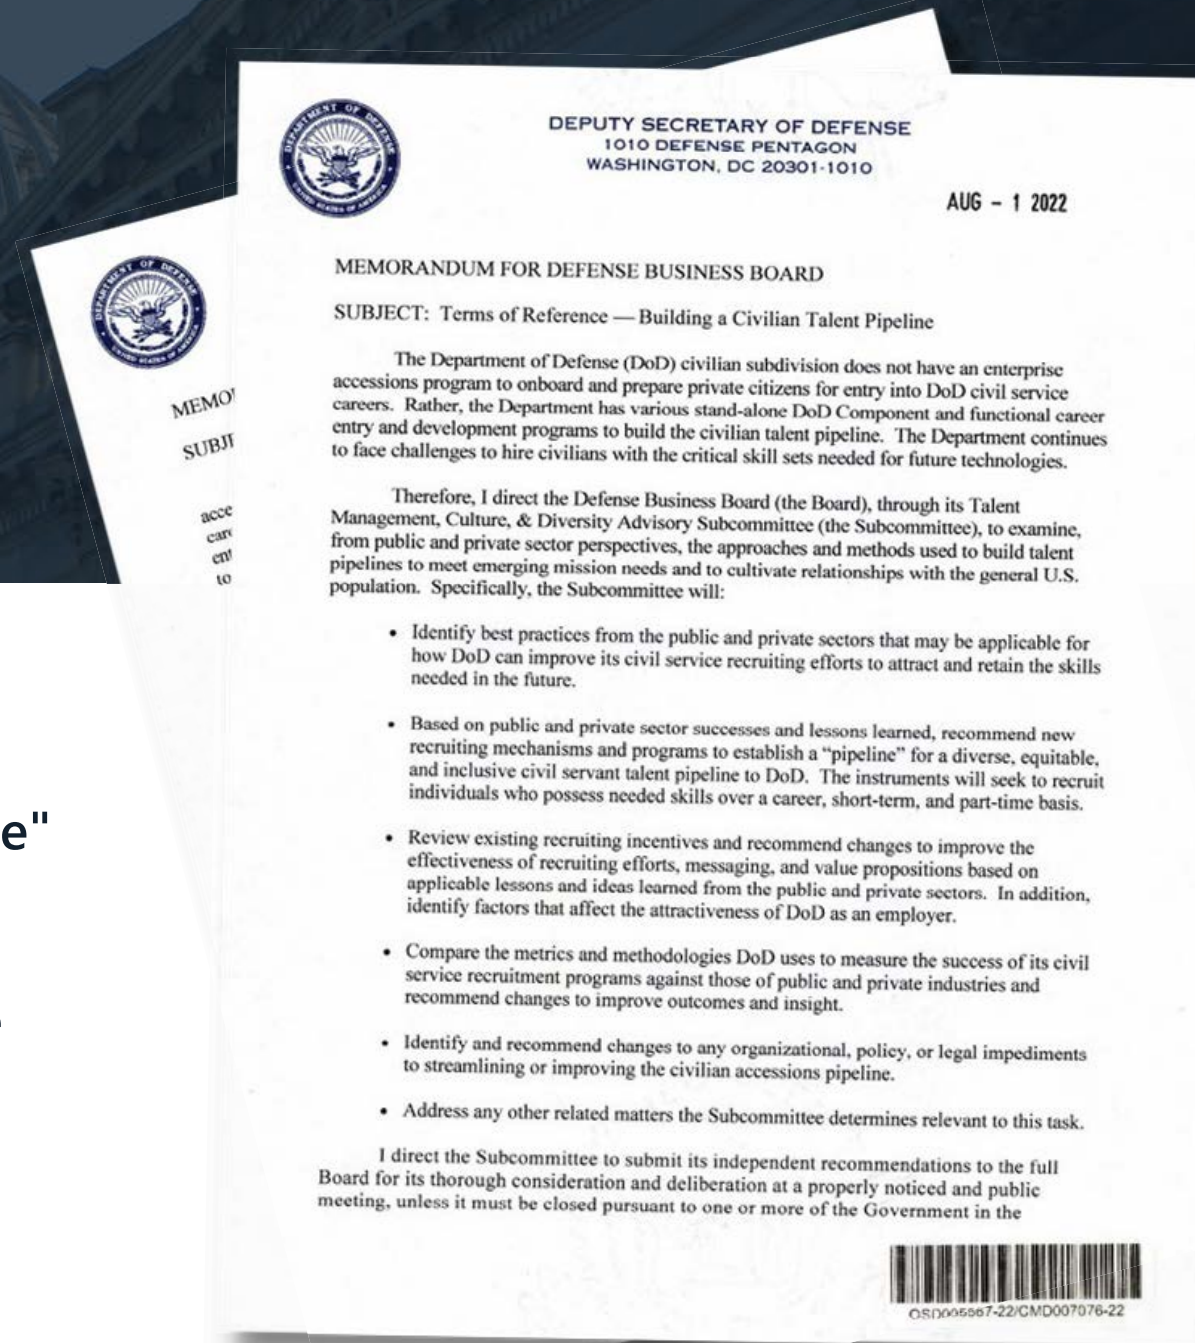 DEPUTY SECRETARY OF DEFENSE
1010 DEFENSE PENTAGON
WASHINGTON, DC 20301-1010
AUG - 1 2022
MEMORANDUM FOR DEFENSE BUSINESS BOARD
SUBJECT: Terms of Reference — Building a Civilian Talent Pipeline
The Department of Defense (DoD) civilian subdivision does not have an enterprise
accessions program to onboard and prepare private citizens for entry into DoD civil service
careers. Rather, the Department has various stand-alone DoD Component and functional career
entry and development programs to build the civilian talent pipeline. The Department continues
to face challenges to hire civilians with the critical skill sets needed for future technologies.
Therefore, I direct the Defense Business Board (the Board), through its Talent
Management, Culture, & Diversity Advisory Subcommittee (the Subcommittee), to examine,
from public and private sector perspectives, the approaches and methods used to build talent
pipelines to meet emerging mission needs and to cultivate relationships with the general U.S.
population. Specifically, the Subcommittee will:
• Identify best practices from the public and private sectors that may be applicable for
how DoD can improve its civil service recruiting efforts to attract and retain the skills
needed in the future.
• Based on public and private sector successes and lessons learned, recommend new
recruiting mechanisms and programs to establish a “pipeline” for a diverse, equitable,
and inclusive civil servant talent pipeline to DoD. The instruments will seek to recruit
individuals who possess needed skills over a career, short-term, and part-time basis.
• Review existing recruiting incentives and recommend changes to improve the
effectiveness of recruiting efforts, messaging, and value propositions based on
applicable lessons and ideas learned from the public and private sectors. In addition,
identify factors that affect the attractiveness of DoD as an employer.
• Compare the metrics and methodologies DoD uses to measure the success of its civil
service recruitment programs against those of public and private industries and
recommend changes to improve outcomes and insight.
• Identify and recommend changes to any organizational, policy, or legal impediments
to streamlining or improving the civilian accessions pipeline.
• Address any other related matters the Subcommittee determines relevant to this task.
I direct the Subcommittee to submit its independent recommendations to the full
Board for its thorough consideration and deliberation at a properly noticed and public
meeting, unless it must be closed pursuant to one or more of the Government in the
DEPARTMENT OF DEFENSE
UNITED STATES OF AMERICA
DEPARTMENT OF DEFENSE
UNITED STATES OF AMERICA
MEMO
SUBJE
acce
care
ent
to
e"